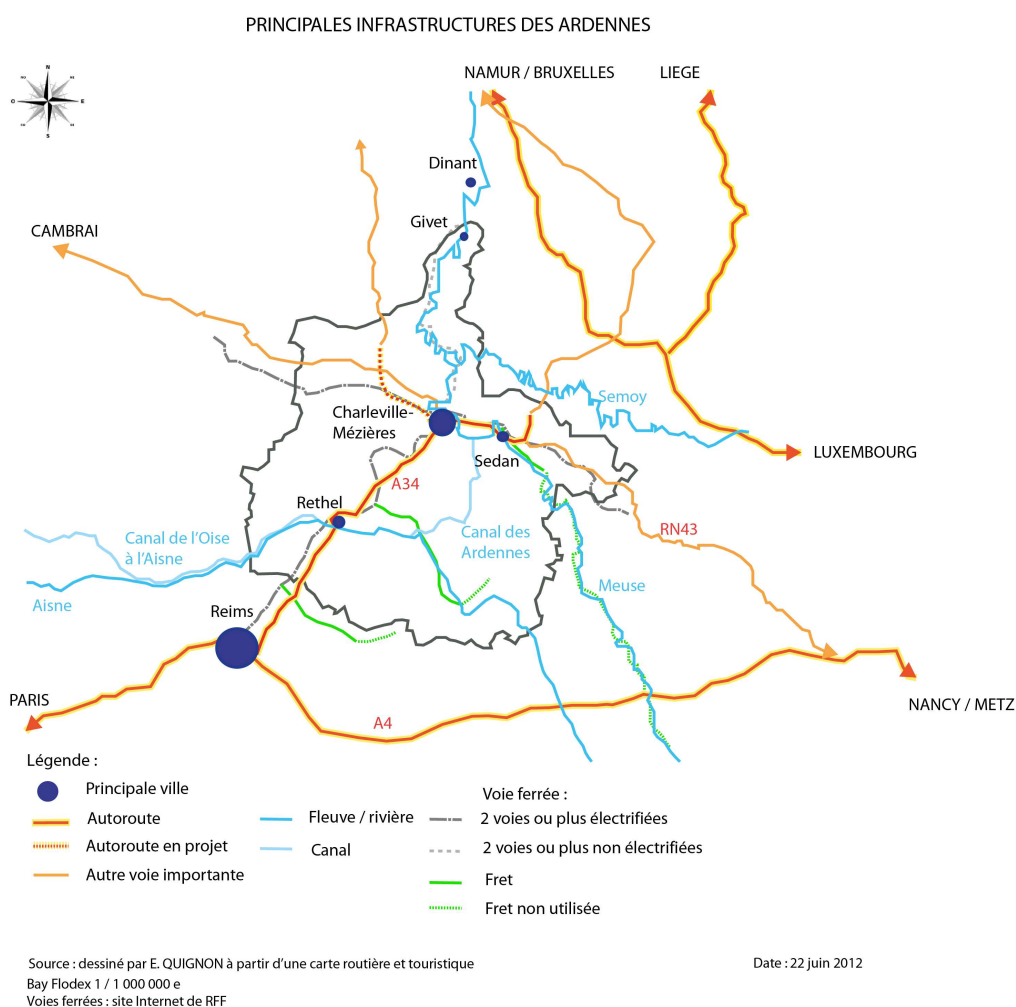 PRINCIPALES INFRASTRUCTURES DES ARDENNES
NAMUR / BRUXELLES
LIEGE
N
O
E
S
Dinant
Givet
CAMBRAI
Semoy
Charleville-
Mézières
Sedan
LUXEMBOURG
A34
Rethel
RN43
Canal de l'Oise
à l'Aisne
Canal des
Ardennes
Aisne
Meuse
Reims
PARIS
A4
NANCY / METZ
Légende :
Principale ville
Autoroute
Autoroute en projet
Autre voie importante
Fleuve / rivière
Canal
Voie ferrée :
2 voies ou plus électrifiées
2 voies ou plus non électrifiées
Fret
Fret non utilisée
Source : dessiné par E. QUIGNON à partir d'une carte routière et touristique
Bay Flodex 1 / 1 000 000 e
Voies ferrées : site Internet de RFF
Date : 22 juin 2012